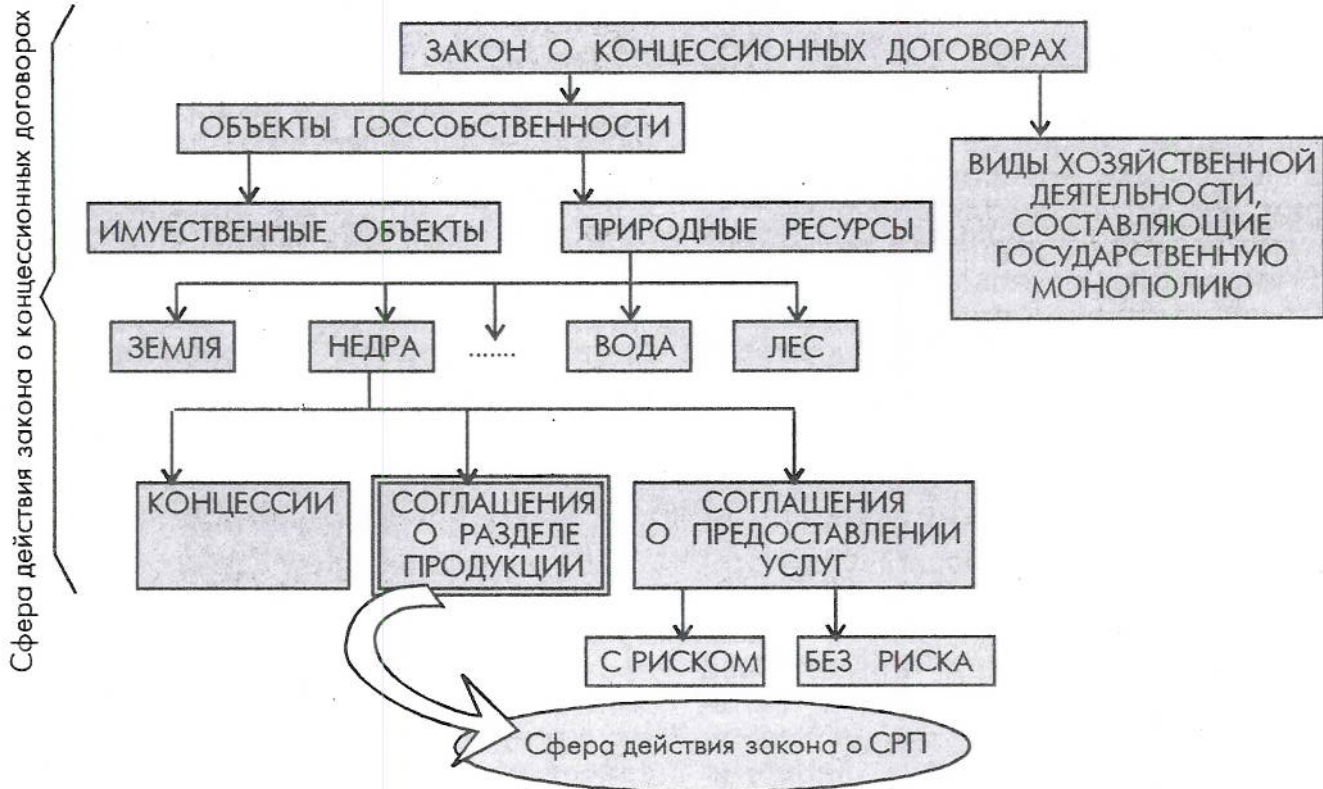 Сфера действия закона о концессионных договорах
ЗАКОН О КОНЦЕССИОННЫХ ДОГОВОРАХ
ОБЪЕКТЫ ГОССОБСТВЕННОСТИ
ВИДЫ ХОЗЯЙСТВЕННОЙ
ДЕЯТЕЛЬНОСТИ,
СОСТАВЛЯЮЩИЕ
ГОСУДАРСТВЕННУЮ
МОНОПОЛИЮ
ИМУЕСТВЕННЫЕ ОБЪЕКТЫ
ПРИРОДНЫЕ РЕСУРСЫ
ЗЕМЛЯ
НЕДРА
.......
ВОДА
ЛЕС
КОНЦЕССИИ
СОГЛАШЕНИЯ
О РАЗДЕЛЕ
ПРОДУКЦИИ
СОГЛАШЕНИЯ
О ПРЕДОСТАВЛЕНИИ
УСЛУГ
С РИСКОМ
БЕЗ РИСКА
Сфера действия закона о СРП